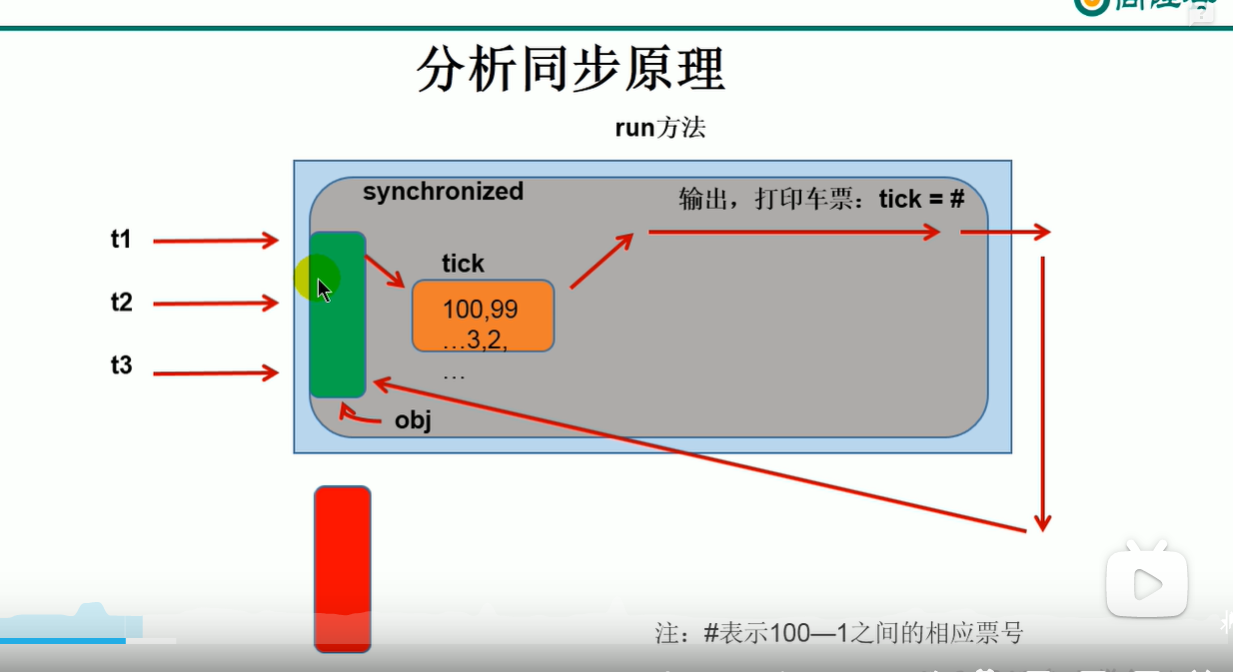 分析同步原理
run方法
synchronized
输出，打印车票：tick = #
t1
tick
t2
100,99
…3,2,
t3
…
obj
注：#表示100—1之间的相应票号